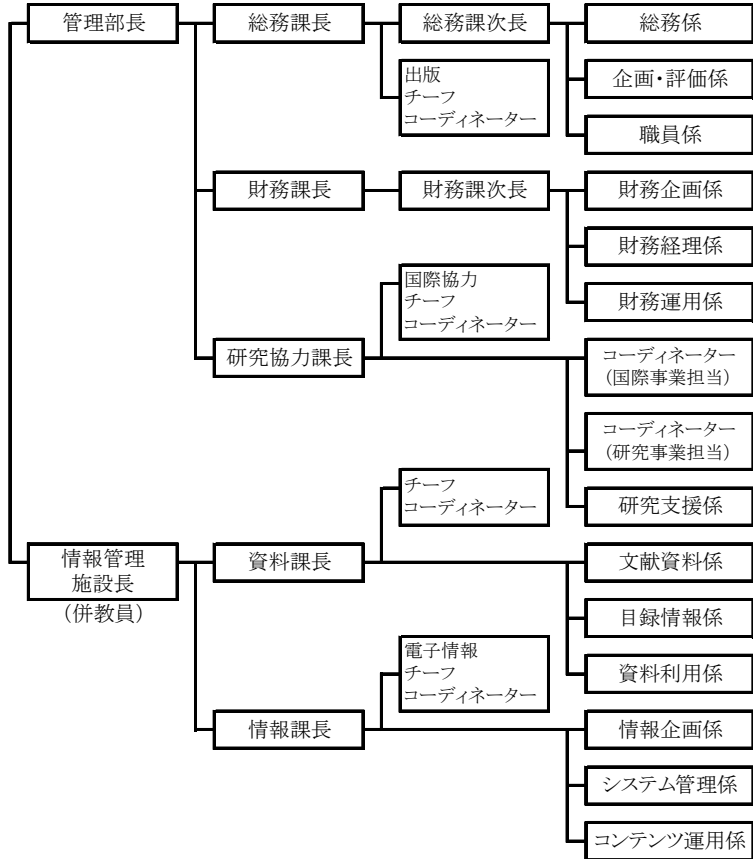 管理部長
総務課長
総務課次長
総務係
出版
チーフ
コーディネーター
企画・評価係
職員係
財務課長
財務課次長
財務企画係
財務経理係
財務運用係
国際協力
チーフ
コーディネーター
研究協力課長
コーディネーター
(国際事業担当)
コーディネーター
(研究事業担当)
研究支援係
チーフ
コーディネーター
情報管理
施設長
(併教員)
資料課長
文献資料係
目録情報係
資料利用係
電子情報
チーフ
コーディネーター
情報課長
情報企画係
システム管理係
コンテンツ運用係